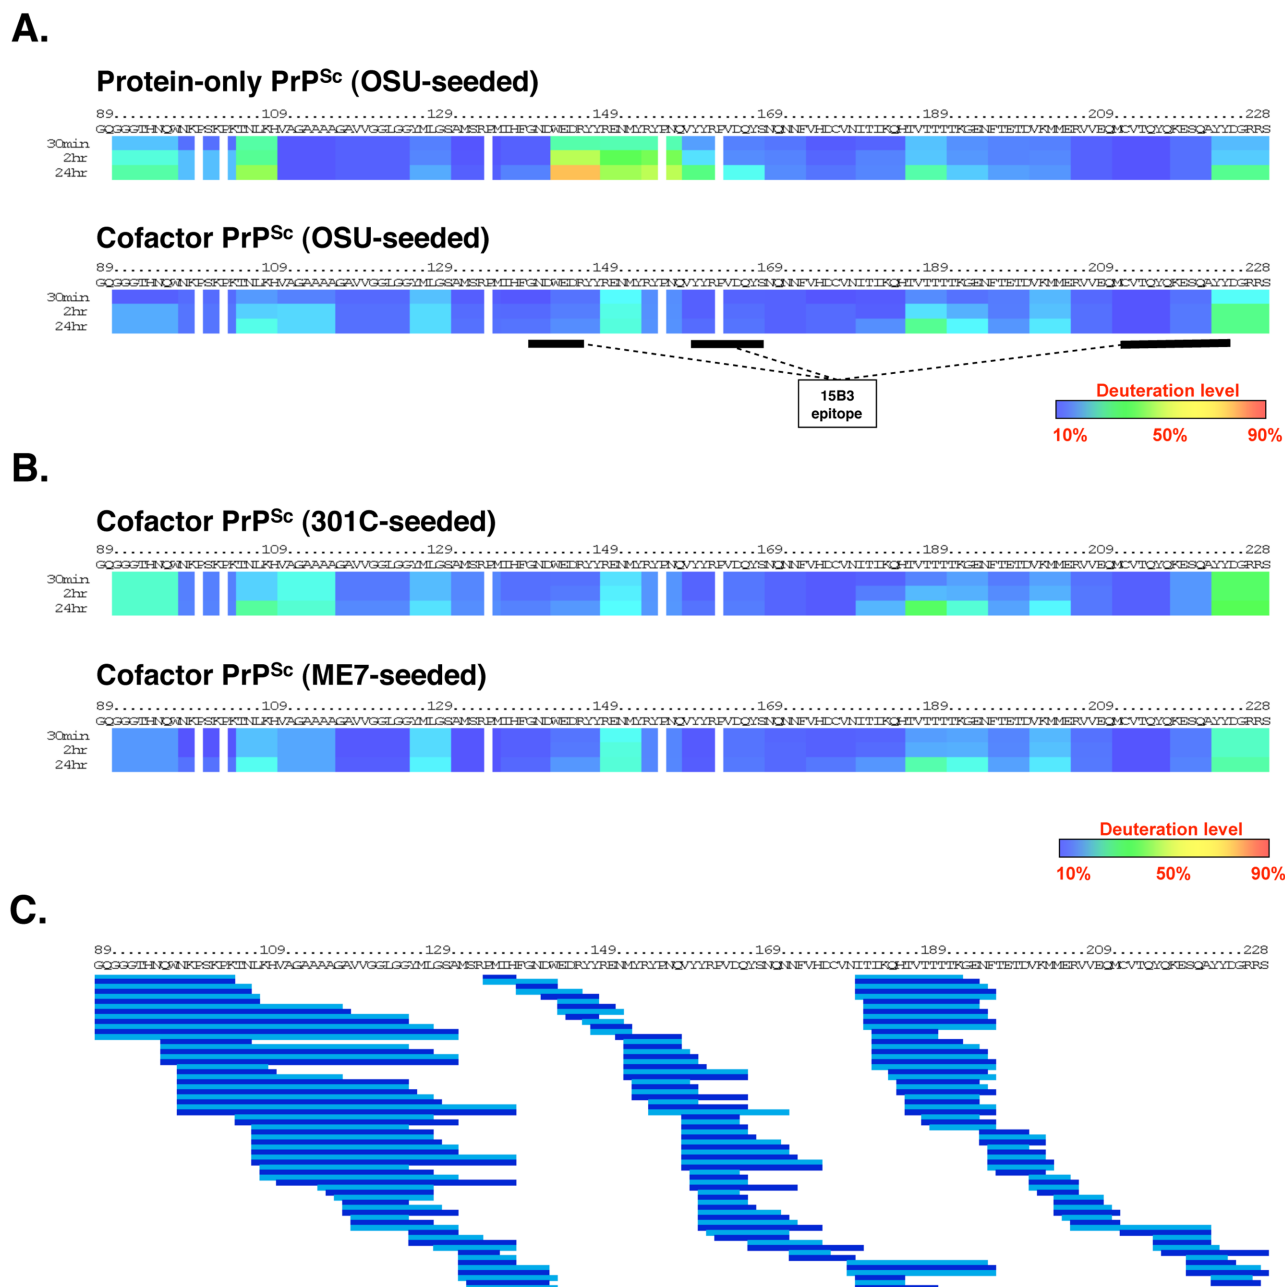 A.
Protein-only PrPSc (OSU-seeded)
89..................109.................129.................149.................169.................189.................209................228
GQGGGTHNQWNKPSKPKTNLKHVAGAAAAGAVVGGLGGYMLGSAMSRPMIHFGNDWEDRYYRENMYRYPNQVYYRPVDQYSNQNNFVHDCVNITIKQHTVTTTTKGENFTETDVKMMERVVEQMCVTQYQKESQAYYDGRRS
30min
2hr
24hr
Cofactor PrPSc (OSU-seeded)
89..................109.................129.................149.................169.................189.................209................228
GQGGGTHNQWNKPSKPKTNLKHVAGAAAAGAVVGGLGGYMLGSAMSRPMIHFGNDWEDRYYRENMYRYPNQVYYRPVDQYSNQNNFVHDCVNITIKQHTVTTTTKGENFTETDVKMMERVVEQMCVTQYQKESQAYYDGRRS
30min
2hr
24hr
15B3
epitope
Deuteration level
10% 50% 90%
B.
Cofactor PrPSc (301C-seeded)
89..................109.................129.................149.................169.................189.................209................228
GQGGGTHNQWNKPSKPKTNLKHVAGAAAAGAVVGGLGGYMLGSAMSRPMIHFGNDWEDRYYRENMYRYPNQVYYRPVDQYSNQNNFVHDCVNITIKQHTVTTTTKGENFTETDVKMMERVVEQMCVTQYQKESQAYYDGRRS
30min
2hr
24hr
Cofactor PrPSc (ME7-seeded)
89..................109.................129.................149.................169.................189.................209................228
GQGGGTHNQWNKPSKPKTNLKHVAGAAAAGAVVGGLGGYMLGSAMSRPMIHFGNDWEDRYYRENMYRYPNQVYYRPVDQYSNQNNFVHDCVNITIKQHTVTTTTKGENFTETDVKMMERVVEQMCVTQYQKESQAYYDGRRS
30min
2hr
24hr
Deuteration level
10% 50% 90%
C.
89..................109.................129.................149.................169.................189.................209................228
GQGGGTHNQWNKPSKPKTNLKHVAGAAAAGAVVGGLGGYMLGSAMSRPMIHFGNDWEDRYYRENMYRYPNQVYYRPVDQYSNQNNFVHDCVNITIKQHTVTTTTKGENFTETDVKMMERVVEQMCVTQYQKESQAYYDGRRS